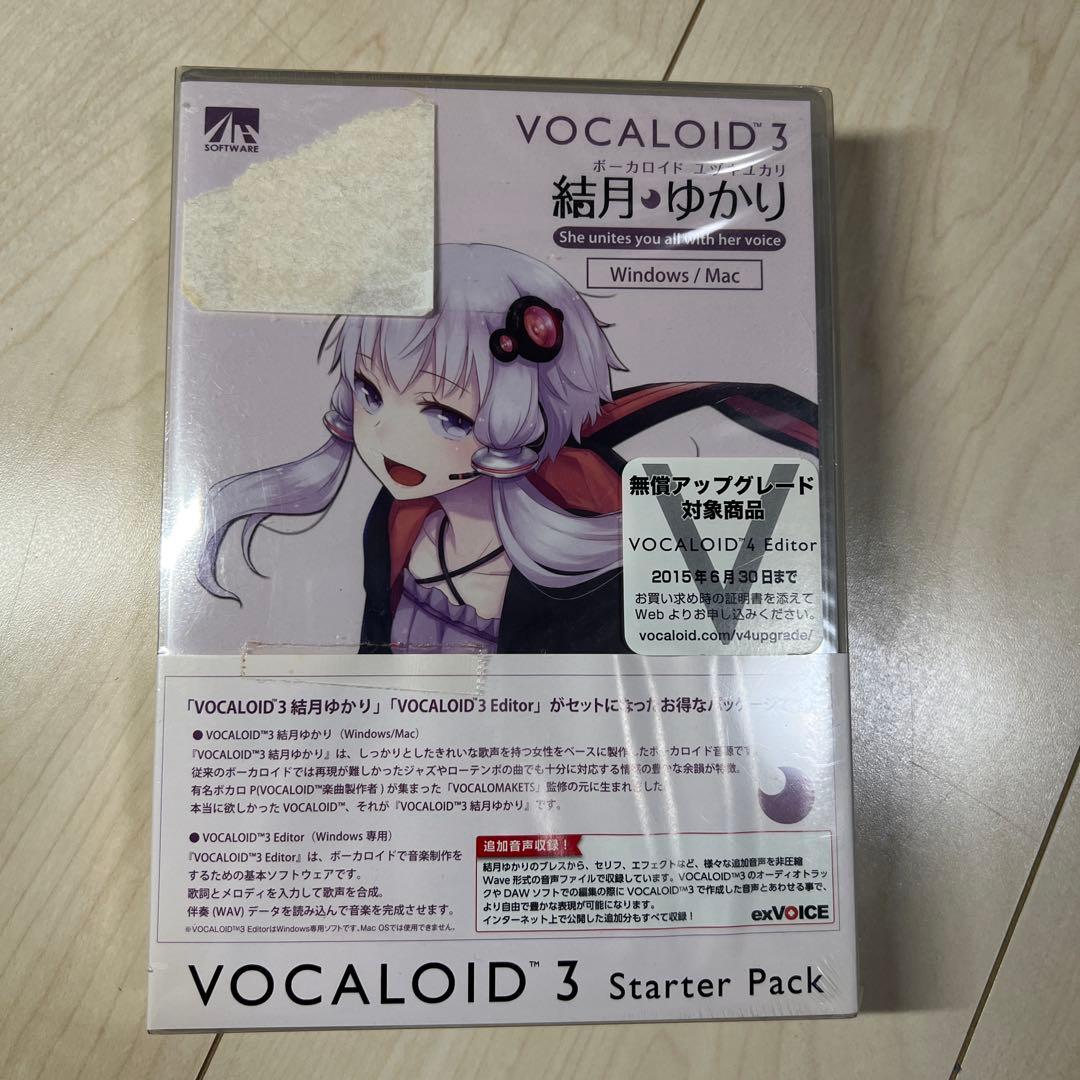 AH
SOFTWARE
VOCALOID™3
ボーカロイド ユヅキユカリ
結月ゆかり
She unites you all with her voice
Windows / Mac
無償アップグレード
対象商品
VOCALOID™4 Editor
2015年6月30日まで
お買い求め時の証明書を添えて
Webよりお申し込みください。
vocaloid.com/v4upgrade/
「VOCALOID™3 結月ゆかり」「VOCALOID™3 Editor」がセットになったお得なパッケージ
● VOCALOID™3 結月ゆかり（Windows/Mac）
『VOCALOID™3 結月ゆかり』は、しっかりとしたきれいな歌声を持つ女性をベースに製作したボーカロイド音源です。
従来のボーカロイドでは再現が難しかったジャズやローテンポの曲でも十分に対応する情感の豊かな余韻が特徴。
有名ボカロP(VOCALOID™楽曲製作者)が集まった「VOCALOMAKETS」監修の元に生まれました。
本当に欲しかったVOCALOID™、それが『VOCALOID™3 結月ゆかり』です。
● VOCALOID™3 Editor（Windows 専用）
『VOCALOID™3 Editor』は、ボーカロイドで音楽制作を
するための基本ソフトウェアです。
歌詞とメロディを入力して歌声を合成。
伴奏(WAV)データを読み込んで音楽を完成させます。
※VOCALOID™3 EditorはWindows専用ソフトです。Mac OSでは使用できません。
追加音声収録！
結月ゆかりのブレスから、セリフ、エフェクトなど、様々な追加音声を非圧縮
Wave形式の音声ファイルで収録しています。VOCALOID™3のオーディオトラッ
クやDAWソフトでの編集の際にVOCALOID™3で作成した音声とあわせる事で、
より自由で豊かな表現が可能になります。
インターネット上で公開した追加分もすべて収録！
exVOICE
VOCALOID™3 Starter Pack